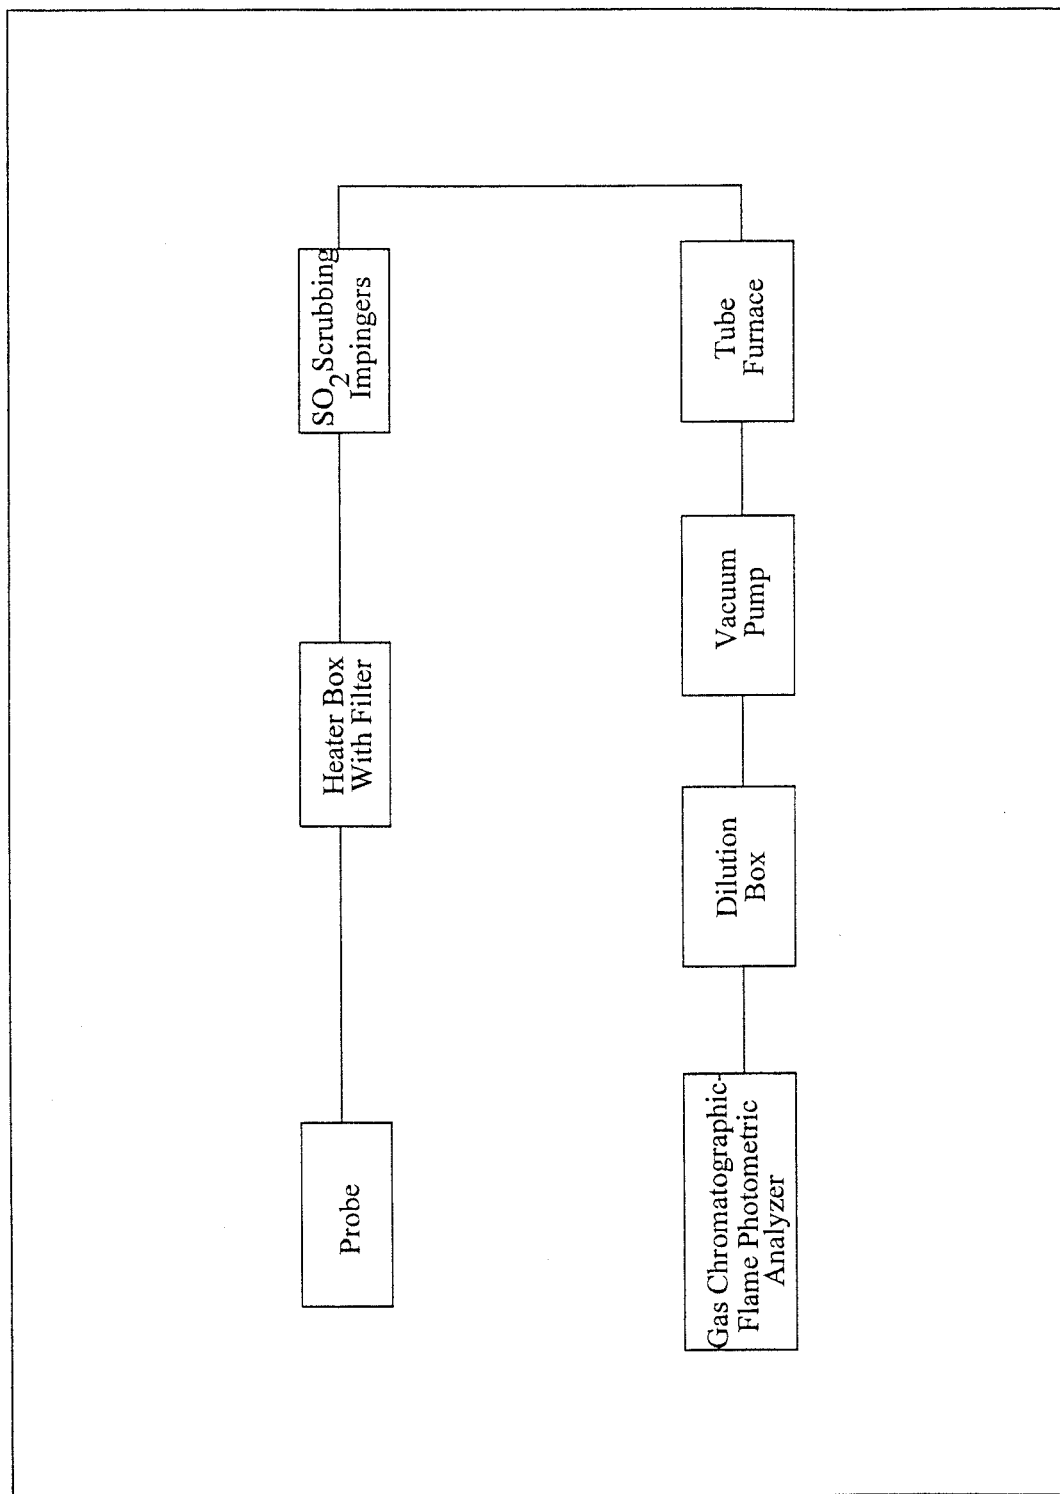 Probe
Heater Box
With Filter
SO2 Scrubbing
Impingers
Gas Chromatographic-
Flame Photometric
Analyzer
Dilution
Box
Vacuum
Pump
Tube
Furnace